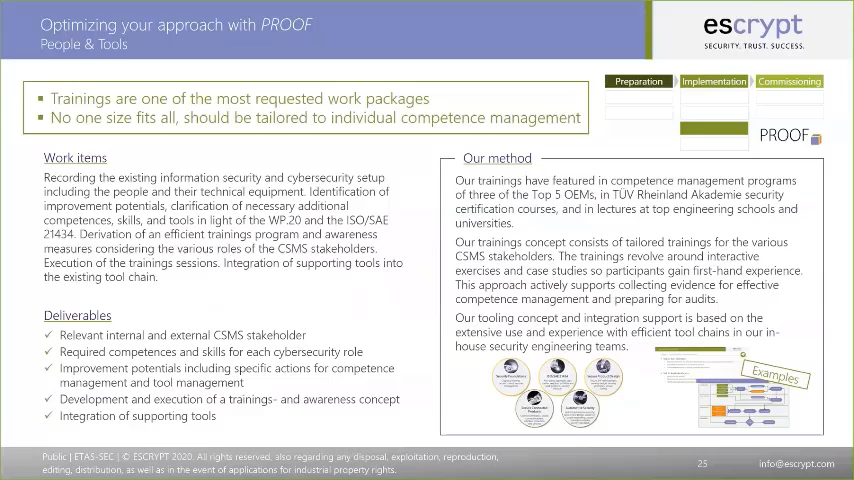 Optimizing your approach with PROOF
People & Tools
escrypt
SECURITY. TRUST. SUCCESS.
Preparation
Implementation
Commissioning
PROOF
▪ Trainings are one of the most requested work packages
▪ No one size fits all, should be tailored to individual competence management
Work items
Recording the existing information security and cybersecurity setup
including the people and their technical equipment. Identification of
improvement potentials, clarification of necessary additional
competences, skills, and tools in light of the WP.20 and the ISO/SAE
21434. Derivation of an efficient trainings program and awareness
measures considering the various roles of the CSMS stakeholders.
Execution of the trainings sessions. Integration of supporting tools into
the existing tool chain.
Deliverables
✓ Relevant internal and external CSMS stakeholder
✓ Required competences and skills for each cybersecurity role
✓ Improvement potentials including specific actions for competence
management and tool management
✓ Development and execution of a trainings- and awareness concept
✓ Integration of supporting tools
Our method
Our trainings have featured in competence management programs
of three of the Top 5 OEMs, in TÜV Rheinland Akademie security
certification courses, and in lectures at top engineering schools and
universities.
Our trainings concept consists of tailored trainings for the various
CSMS stakeholders. The trainings revolve around interactive
exercises and case studies so participants gain first-hand experience.
This approach actively supports collecting evidence for effective
competence management and preparing for audits.
Our tooling concept and integration support is based on the
extensive use and experience with efficient tool chains in our in-
house security engineering teams.
Examples
Public | ETAS-SEC | © ESCRYPT 2020. All rights reserved, also regarding any disposal, exploitation, reproduction,
editing, distribution, as well as in the event of applications for industrial property rights.
25
info@escrypt.com